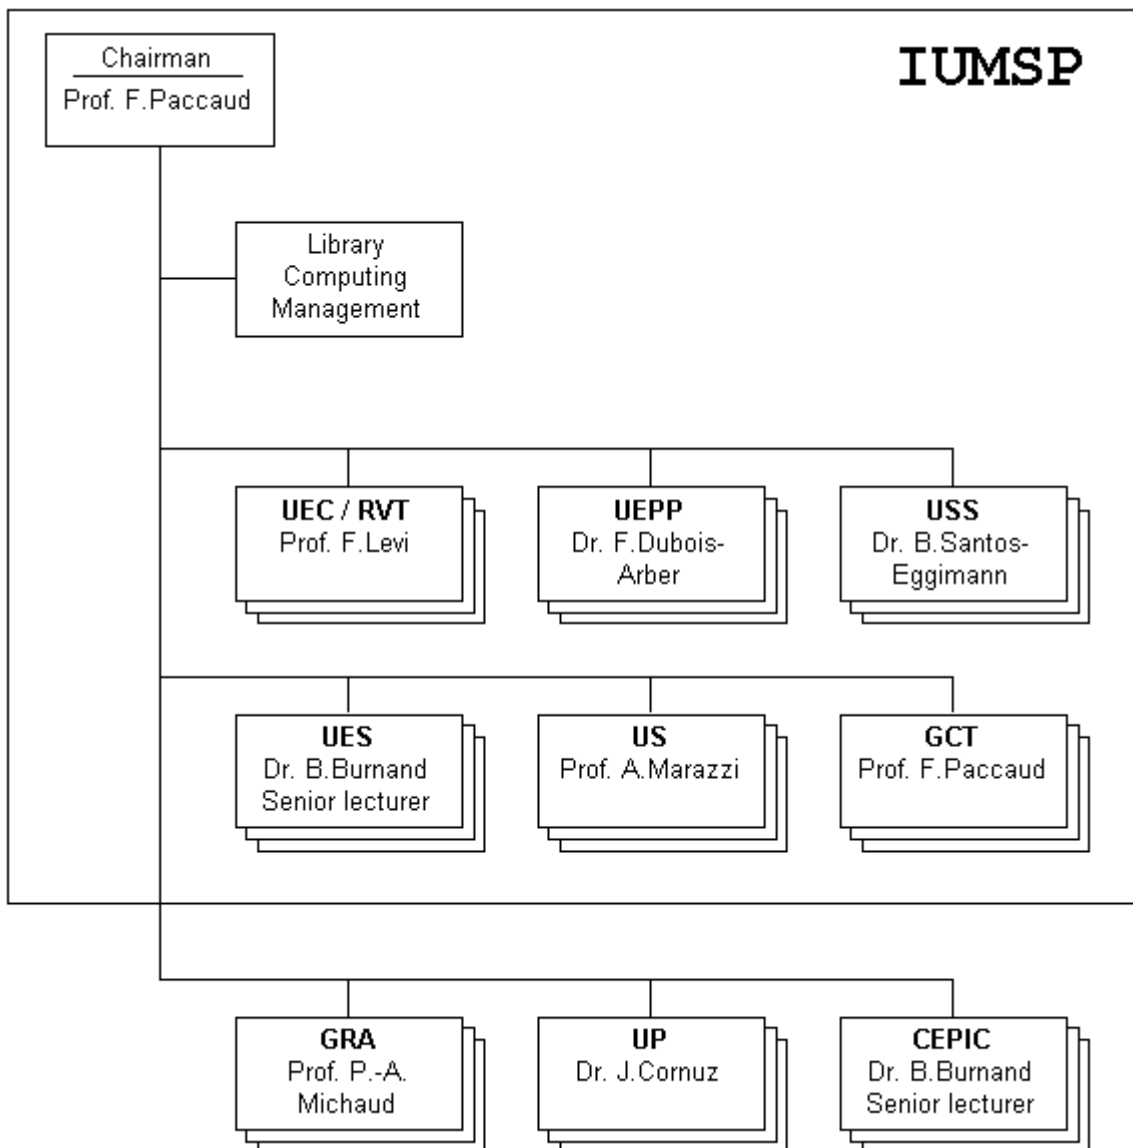 IUMSP
Chairman
Prof. F.Paccaud
Library
Computing
Management
UEC / RVT
Prof. F.Levi
UEPP
Dr. F.Dubois-
Arber
USS
Dr. B.Santos-
Eggimann
UES
Dr. B.Burnand
Senior lecturer
US
Prof. A.Marazzi
GCT
Prof. F.Paccaud
GRA
Prof. P.-A.
Michaud
UP
Dr. J.Cornuz
CEPIC
Dr. B.Burnand
Senior lecturer